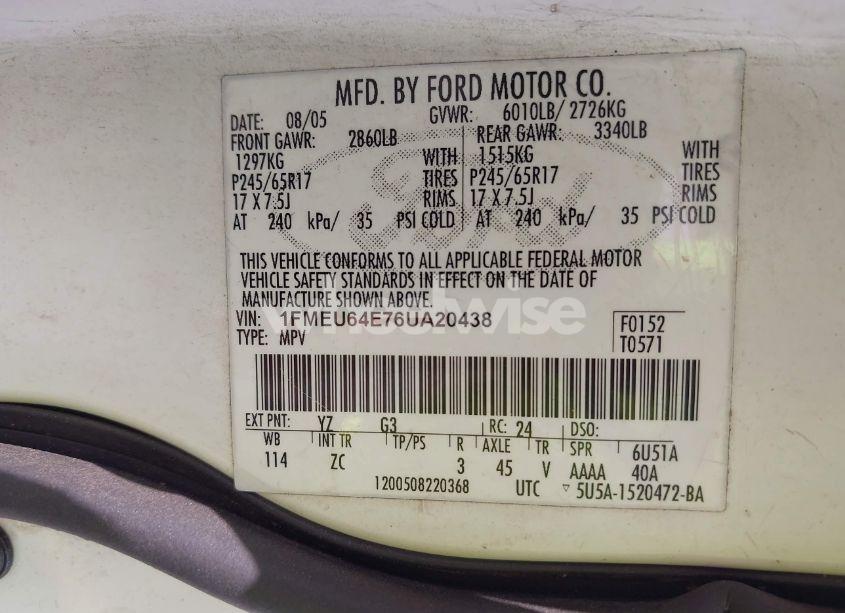 MFD. BY FORD MOTOR CO.
DATE: 08/05 GVWR: 6010LB/ 2726KG
FRONT GAWR: 2860LB REAR GAWR: 3340LB
1297KG WITH 1515KG WITH
P245/65R17 TIRES P245/65R17 TIRES
17 X 7.5J RIMS 17 X 7.5J RIMS
AT 240 kPa/ 35 PSI COLD AT 240 kPa/ 35 PSI COLD
THIS VEHICLE CONFORMS TO ALL APPLICABLE FEDERAL MOTOR
VEHICLE SAFETY STANDARDS IN EFFECT ON THE DATE OF
MANUFACTURE SHOWN ABOVE.
VIN: 1FMEU64E76UA20438 F0152
TYPE: MPV T0571
EXT PNT: YZ G3 RC: 24 DSO:
WB INT TR TP/PS R AXLE TR SPR 6U51A
114 ZC 3 45 V AAAA 40A
1200508220368 UTC ▽ 5U5A-1520472-BA